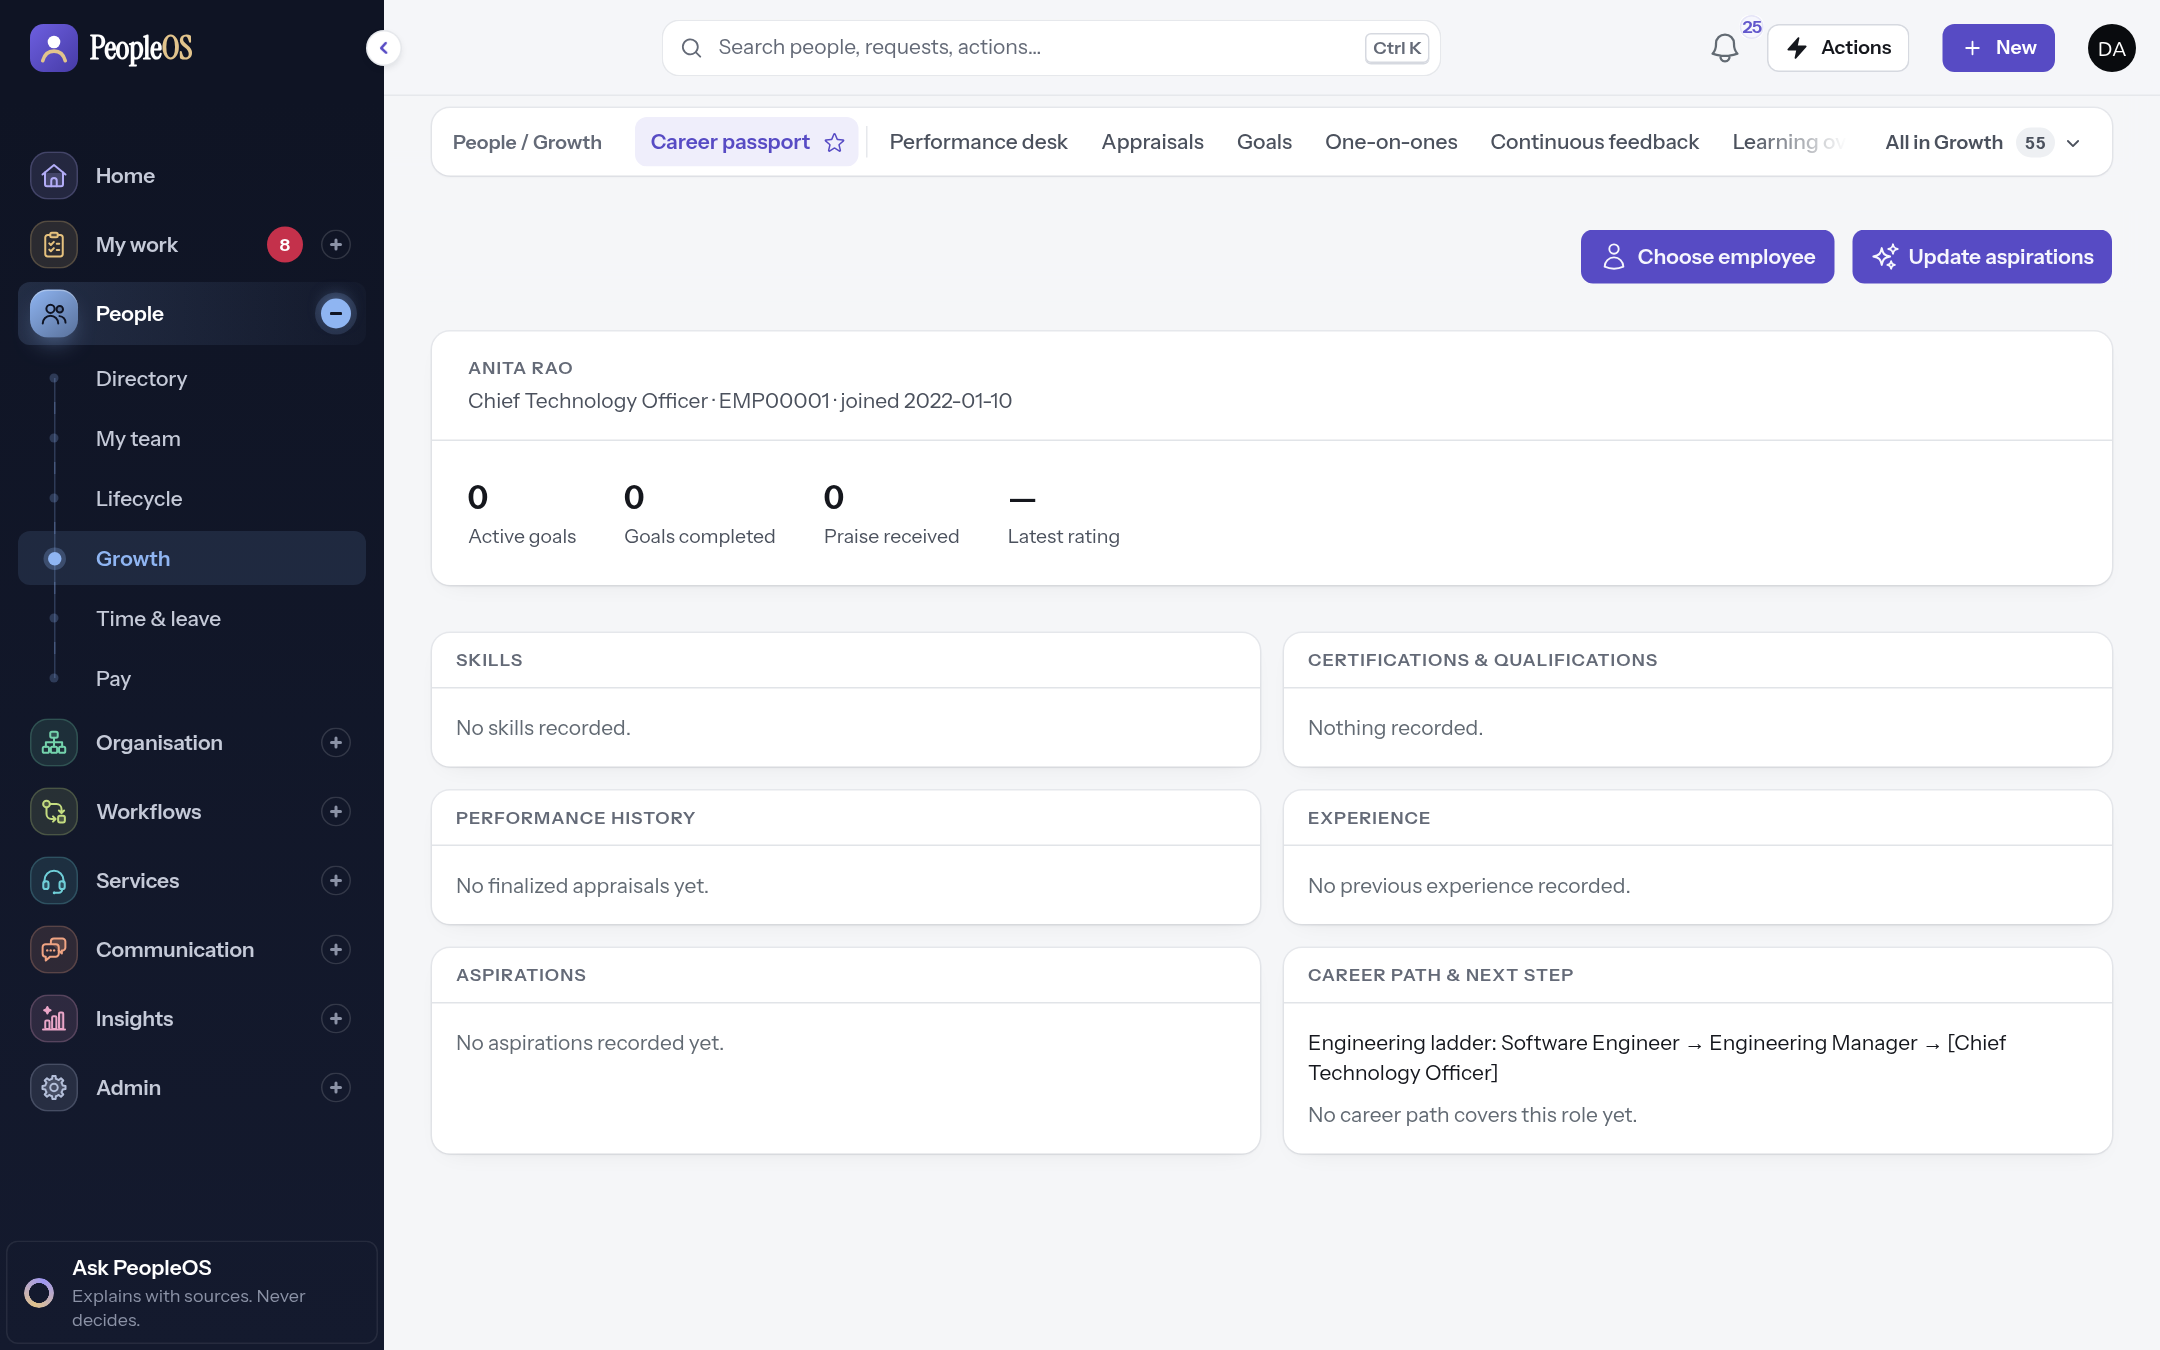 PeopleOS
Search people, requests, actions...
Ctrl K
25
Actions
New
DA
Home
My work
8
People
Directory
My team
Lifecycle
Growth
Time & leave
Pay
Organisation
Workflows
Services
Communication
Insights
Admin
Ask PeopleOS
Explains with sources. Never
decides.
People / Growth
Career passport
Performance desk
Appraisals
Goals
One-on-ones
Continuous feedback
Learning ov
All in Growth
55
Choose employee
Update aspirations
ANITA RAO
Chief Technology Officer · EMP00001 · joined 2022-01-10
0
Active goals
0
Goals completed
0
Praise received
—
Latest rating
SKILLS
No skills recorded.
CERTIFICATIONS & QUALIFICATIONS
Nothing recorded.
PERFORMANCE HISTORY
No finalized appraisals yet.
EXPERIENCE
No previous experience recorded.
ASPIRATIONS
No aspirations recorded yet.
CAREER PATH & NEXT STEP
Engineering ladder: Software Engineer → Engineering Manager → [Chief
Technology Officer]
No career path covers this role yet.